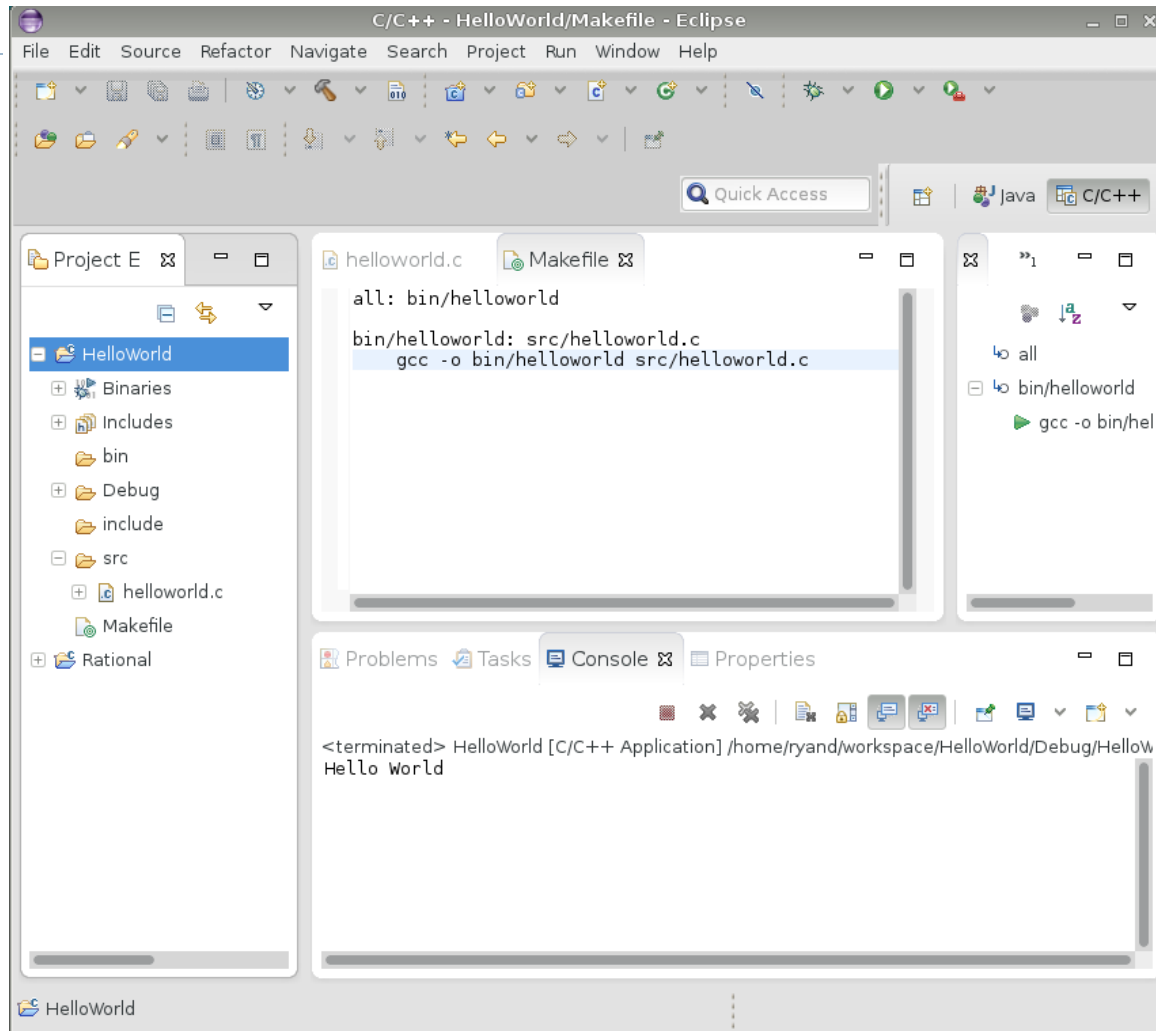 C/C++ - HelloWorld/Makefile - Eclipse
File Edit Source Refactor Navigate Search Project Run Window Help
010
Quick Access
Java
C/C++
Project E
helloworld.c
Makefile
»1
HelloWorld
Binaries
Includes
bin
Debug
include
src
helloworld.c
Makefile
Rational
all: bin/helloworld
bin/helloworld: src/helloworld.c
gcc -o bin/helloworld src/helloworld.c
all
bin/helloworld
gcc -o bin/hel
Problems Tasks Console Properties
<terminated> HelloWorld [C/C++ Application] /home/ryand/workspace/HelloWorld/Debug/HelloW
Hello World
HelloWorld